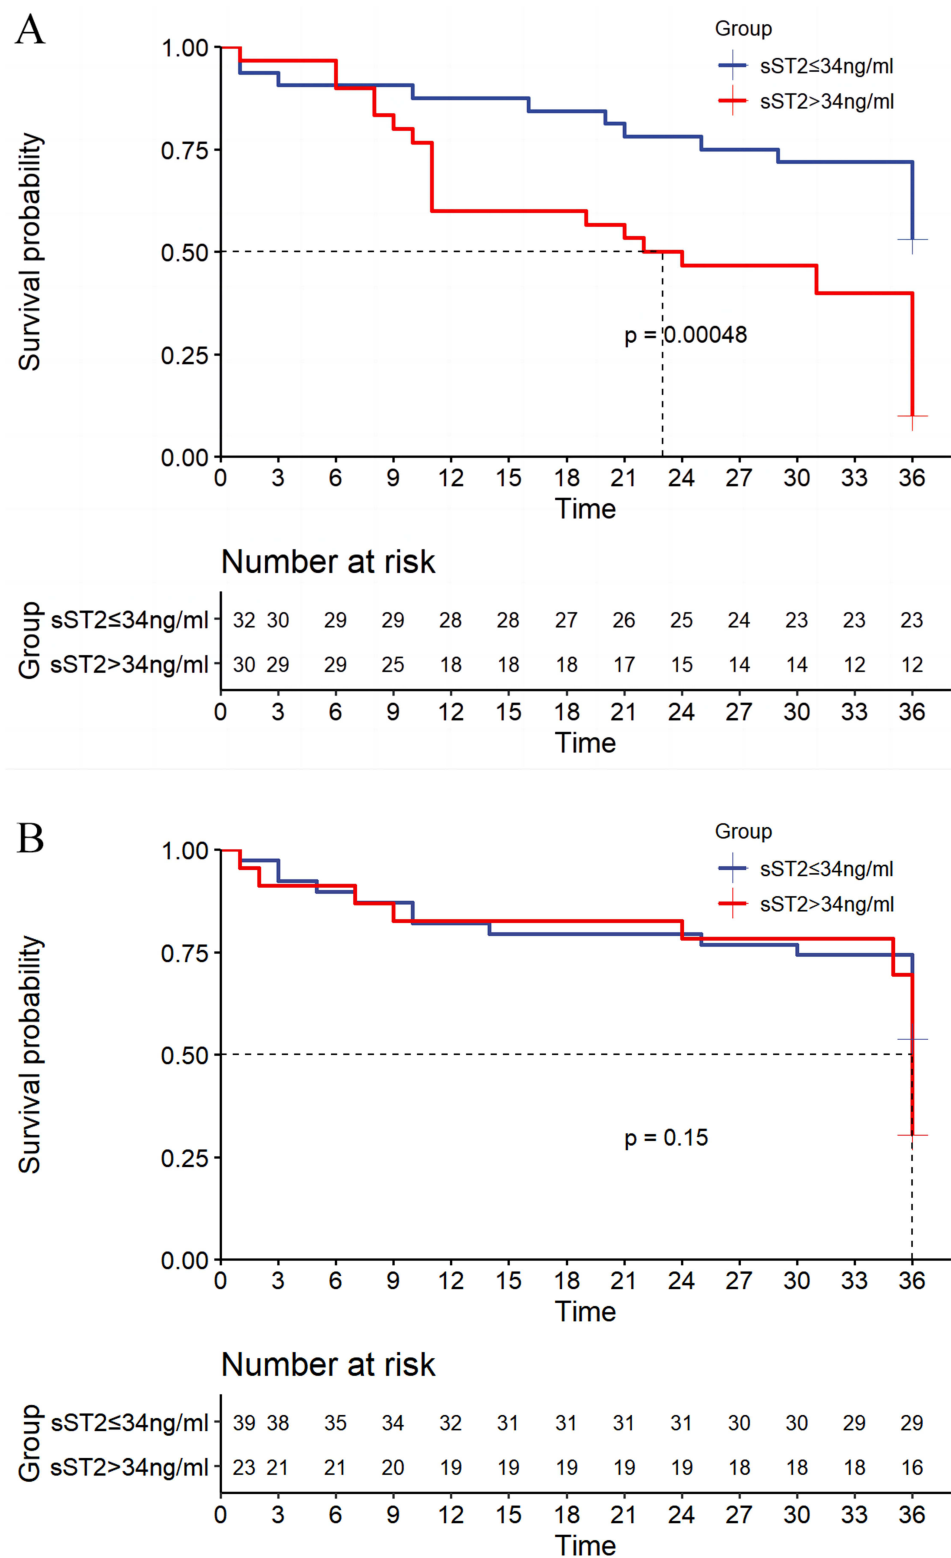 A
Group
sST2≤34ng/ml
sST2>34ng/ml
Survival probability
1.00
0.75
0.50
0.25
0.00
p = 0.00048
0 3 6 9 12 15 18 21 24 27 30 33 36
Time
Number at risk
Group
sST2≤34ng/ml 32 30 29 29 28 28 27 26 25 24 23 23 23
sST2>34ng/ml 30 29 29 25 18 18 18 17 15 14 14 12 12
0 3 6 9 12 15 18 21 24 27 30 33 36
Time
B
Group
sST2≤34ng/ml
sST2>34ng/ml
Survival probability
1.00
0.75
0.50
0.25
0.00
p = 0.15
0 3 6 9 12 15 18 21 24 27 30 33 36
Time
Number at risk
Group
sST2≤34ng/ml 39 38 35 34 32 31 31 31 31 30 30 29 29
sST2>34ng/ml 23 21 21 20 19 19 19 19 19 18 18 18 16
0 3 6 9 12 15 18 21 24 27 30 33 36
Time